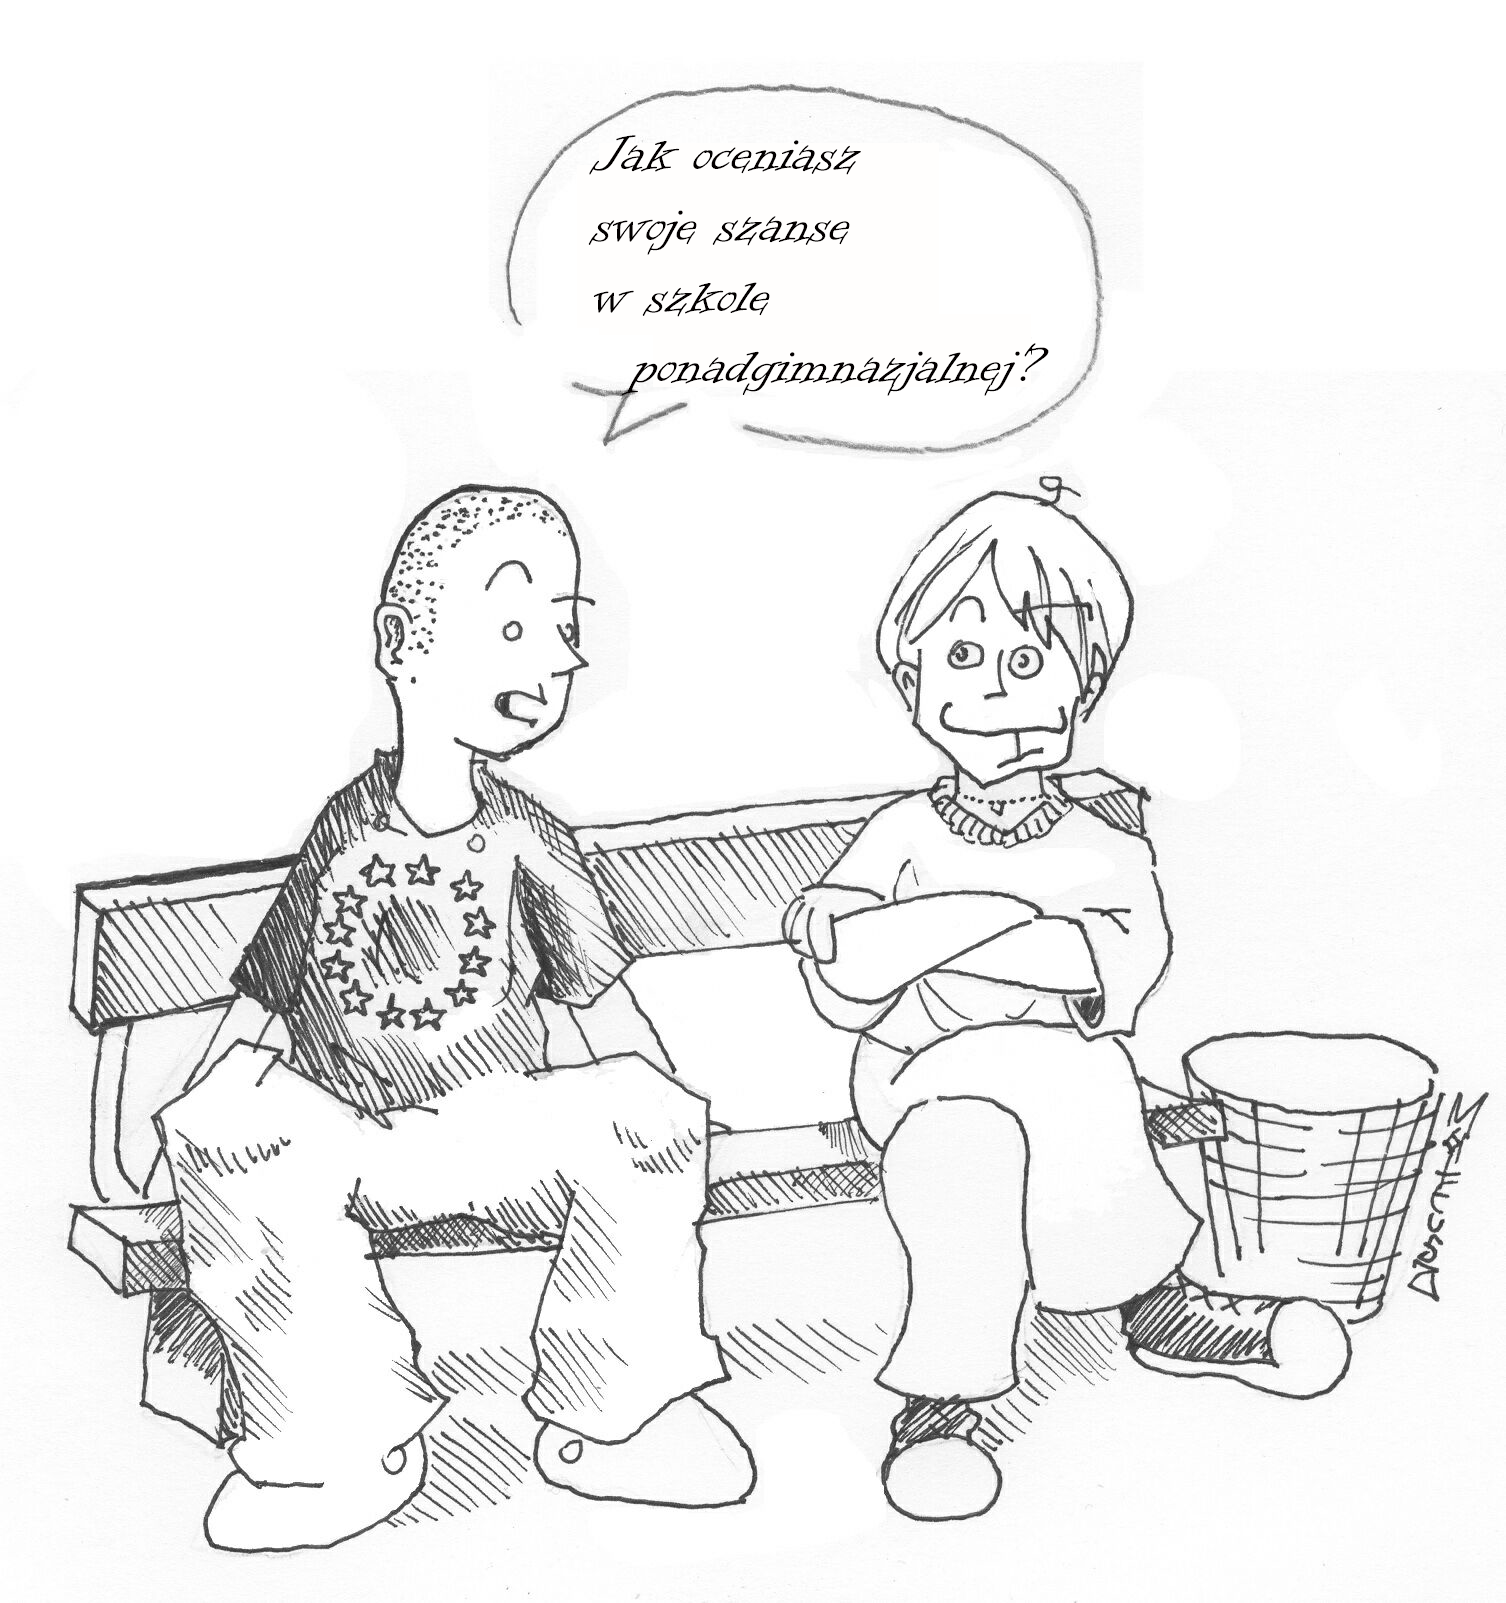 Jak oceniasz
swoje szanse
w szkole
ponadgimnazjalnej?